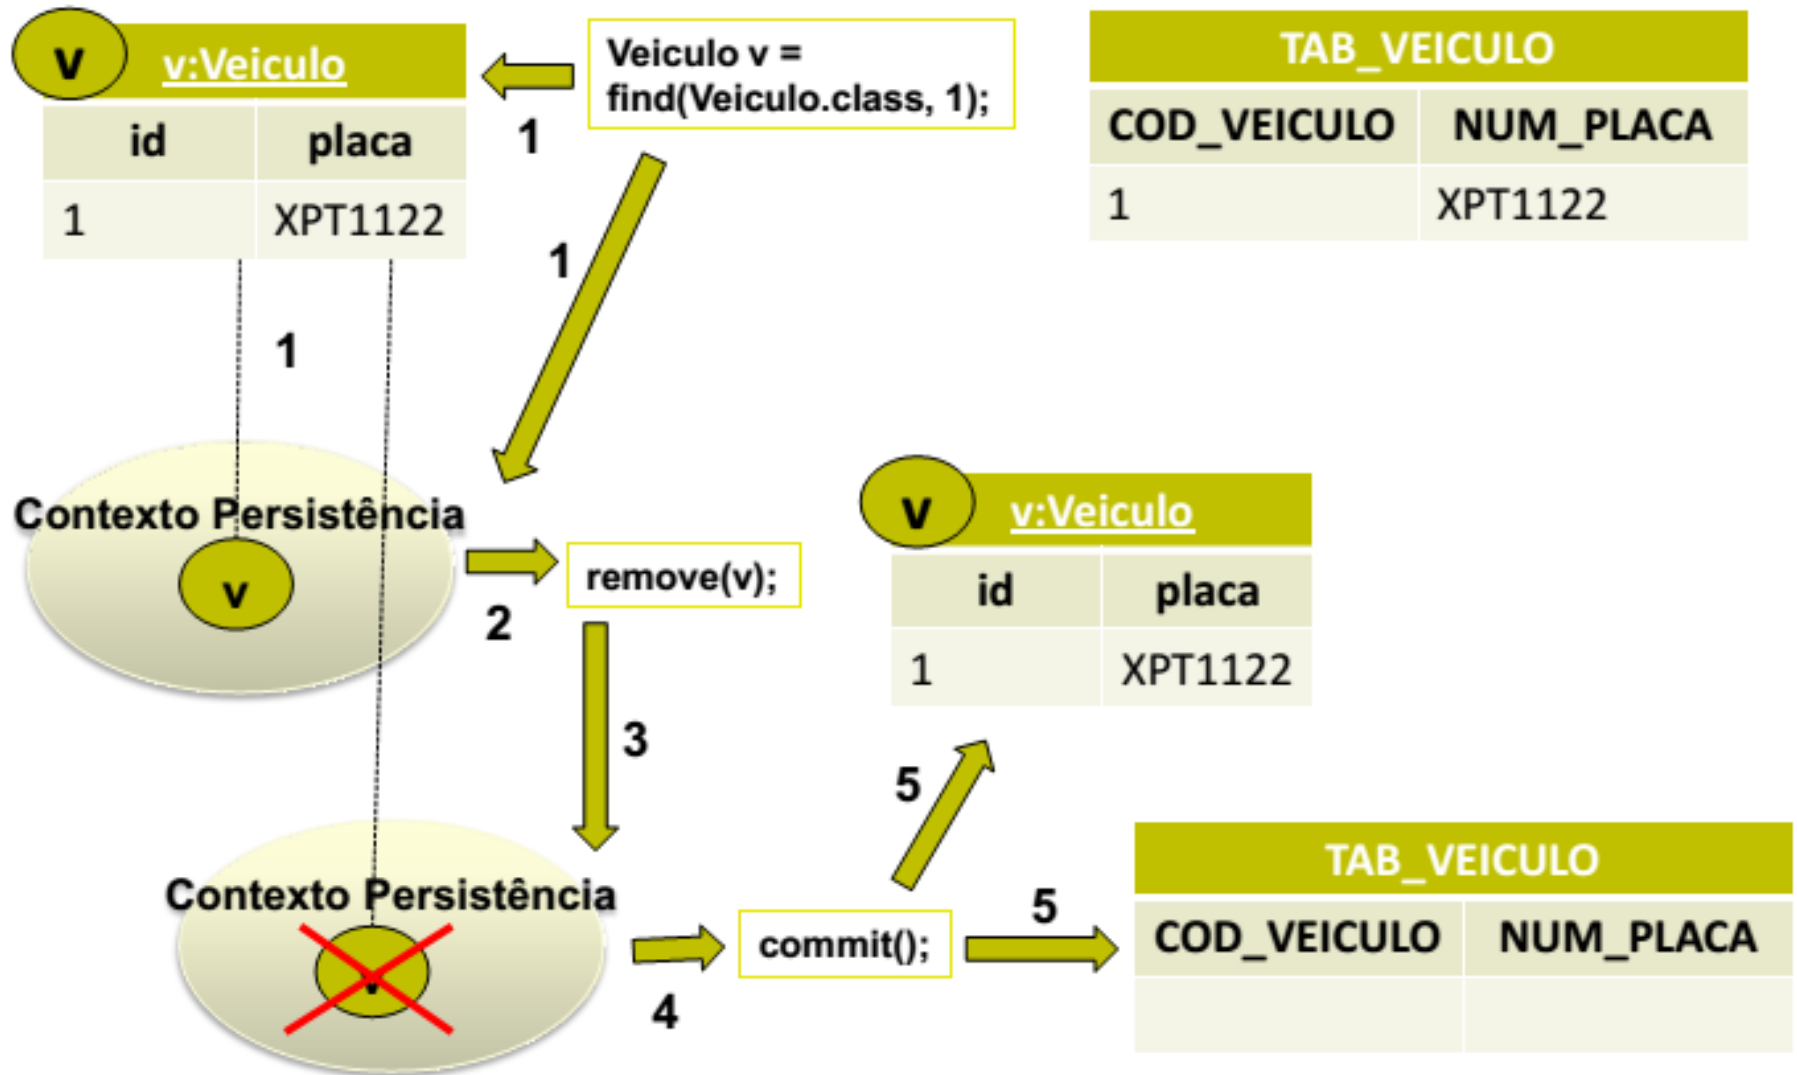 v
v:Veiculo
id placa
1 XPT1122
Veiculo v =
find(Veiculo.class, 1);
TAB_VEICULO
COD_VEICULO NUM_PLACA
1 XPT1122
1
1
1
Contexto Persistência
v
2
remove(v);
3
v
v:Veiculo
id placa
1 XPT1122
Contexto Persistência
v
4
commit();
5
5
TAB_VEICULO
COD_VEICULO NUM_PLACA